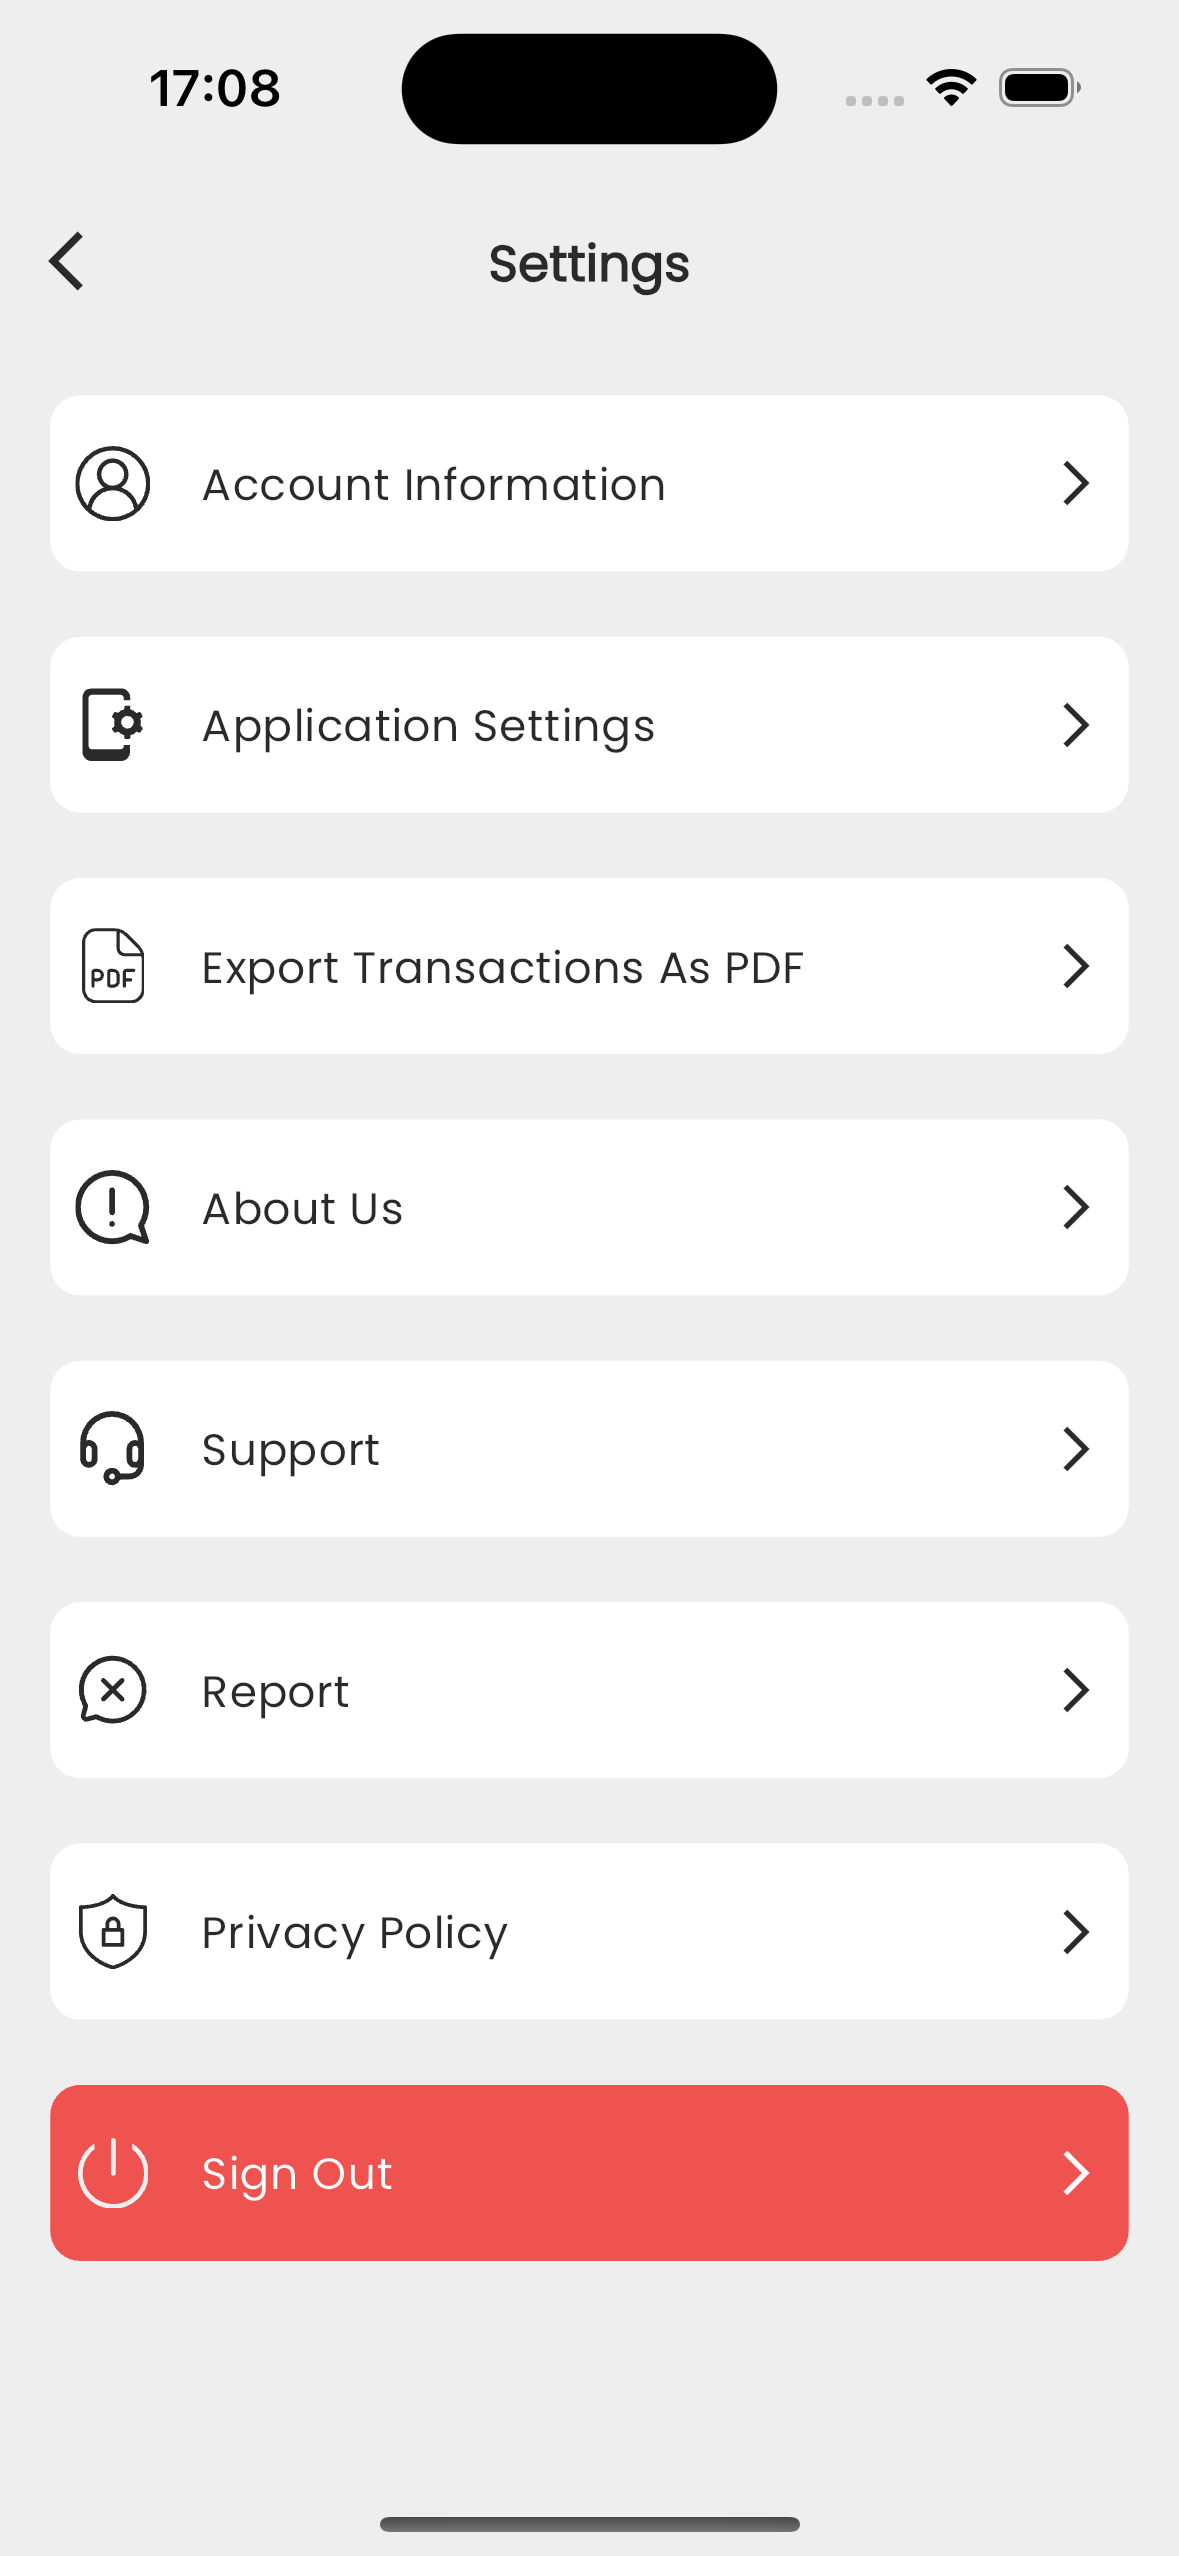 17:08
Settings
Account Information
Application Settings
PDF
Export Transactions As PDF
About Us
Support
Report
Privacy Policy
Sign Out